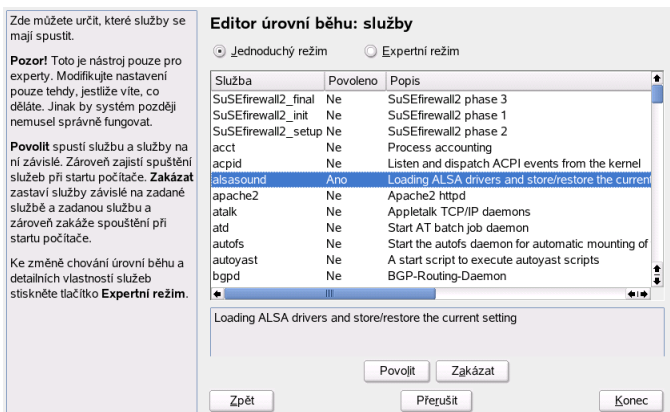 Zde můžete určit, které služby se
mají spustit.
Pozor! Toto je nástroj pouze pro
experty. Modifikujte nastavení
pouze tehdy, jestliže víte, co
děláte. Jinak by systém později
nemusel správně fungovat.
Povolit spustí službu a služby na
ní závislé. Zároveň zajistí spuštění
služeb při startu počítače. Zakázat
zastaví služby závislé na zadané
službě a zadanou službu a
zároveň zakáže spouštění při
startu počítače.
Ke změně chování úrovní běhu a
detailních vlastností služeb
stiskněte tlačítko Expertní režim.
Editor úrovní běhu: služby
Jednoduchý režim Expertní režim
Služba Povoleno Popis
SuSEfirewall2_final Ne SuSEfirewall2 phase 3
SuSEfirewall2_init Ne SuSEfirewall2 phase 1
SuSEfirewall2_setup Ne SuSEfirewall2 phase 2
acct Ne Process accounting
acpid Ne Listen and dispatch ACPI events from the kernel
alsasound Ano Loading ALSA drivers and store/restore the current
apache2 Ne Apache2 httpd
atalk Ne Appletalk TCP/IP daemons
atd Ne Start AT batch job daemon
autofs Ne Start the autofs daemon for automatic mounting of
autoyast Ne A start script to execute autoyast scripts
bgpd Ne BGP-Routing-Daemon
Loading ALSA drivers and store/restore the current setting
Povolit Zakázat
Zpět Přerušit Konec